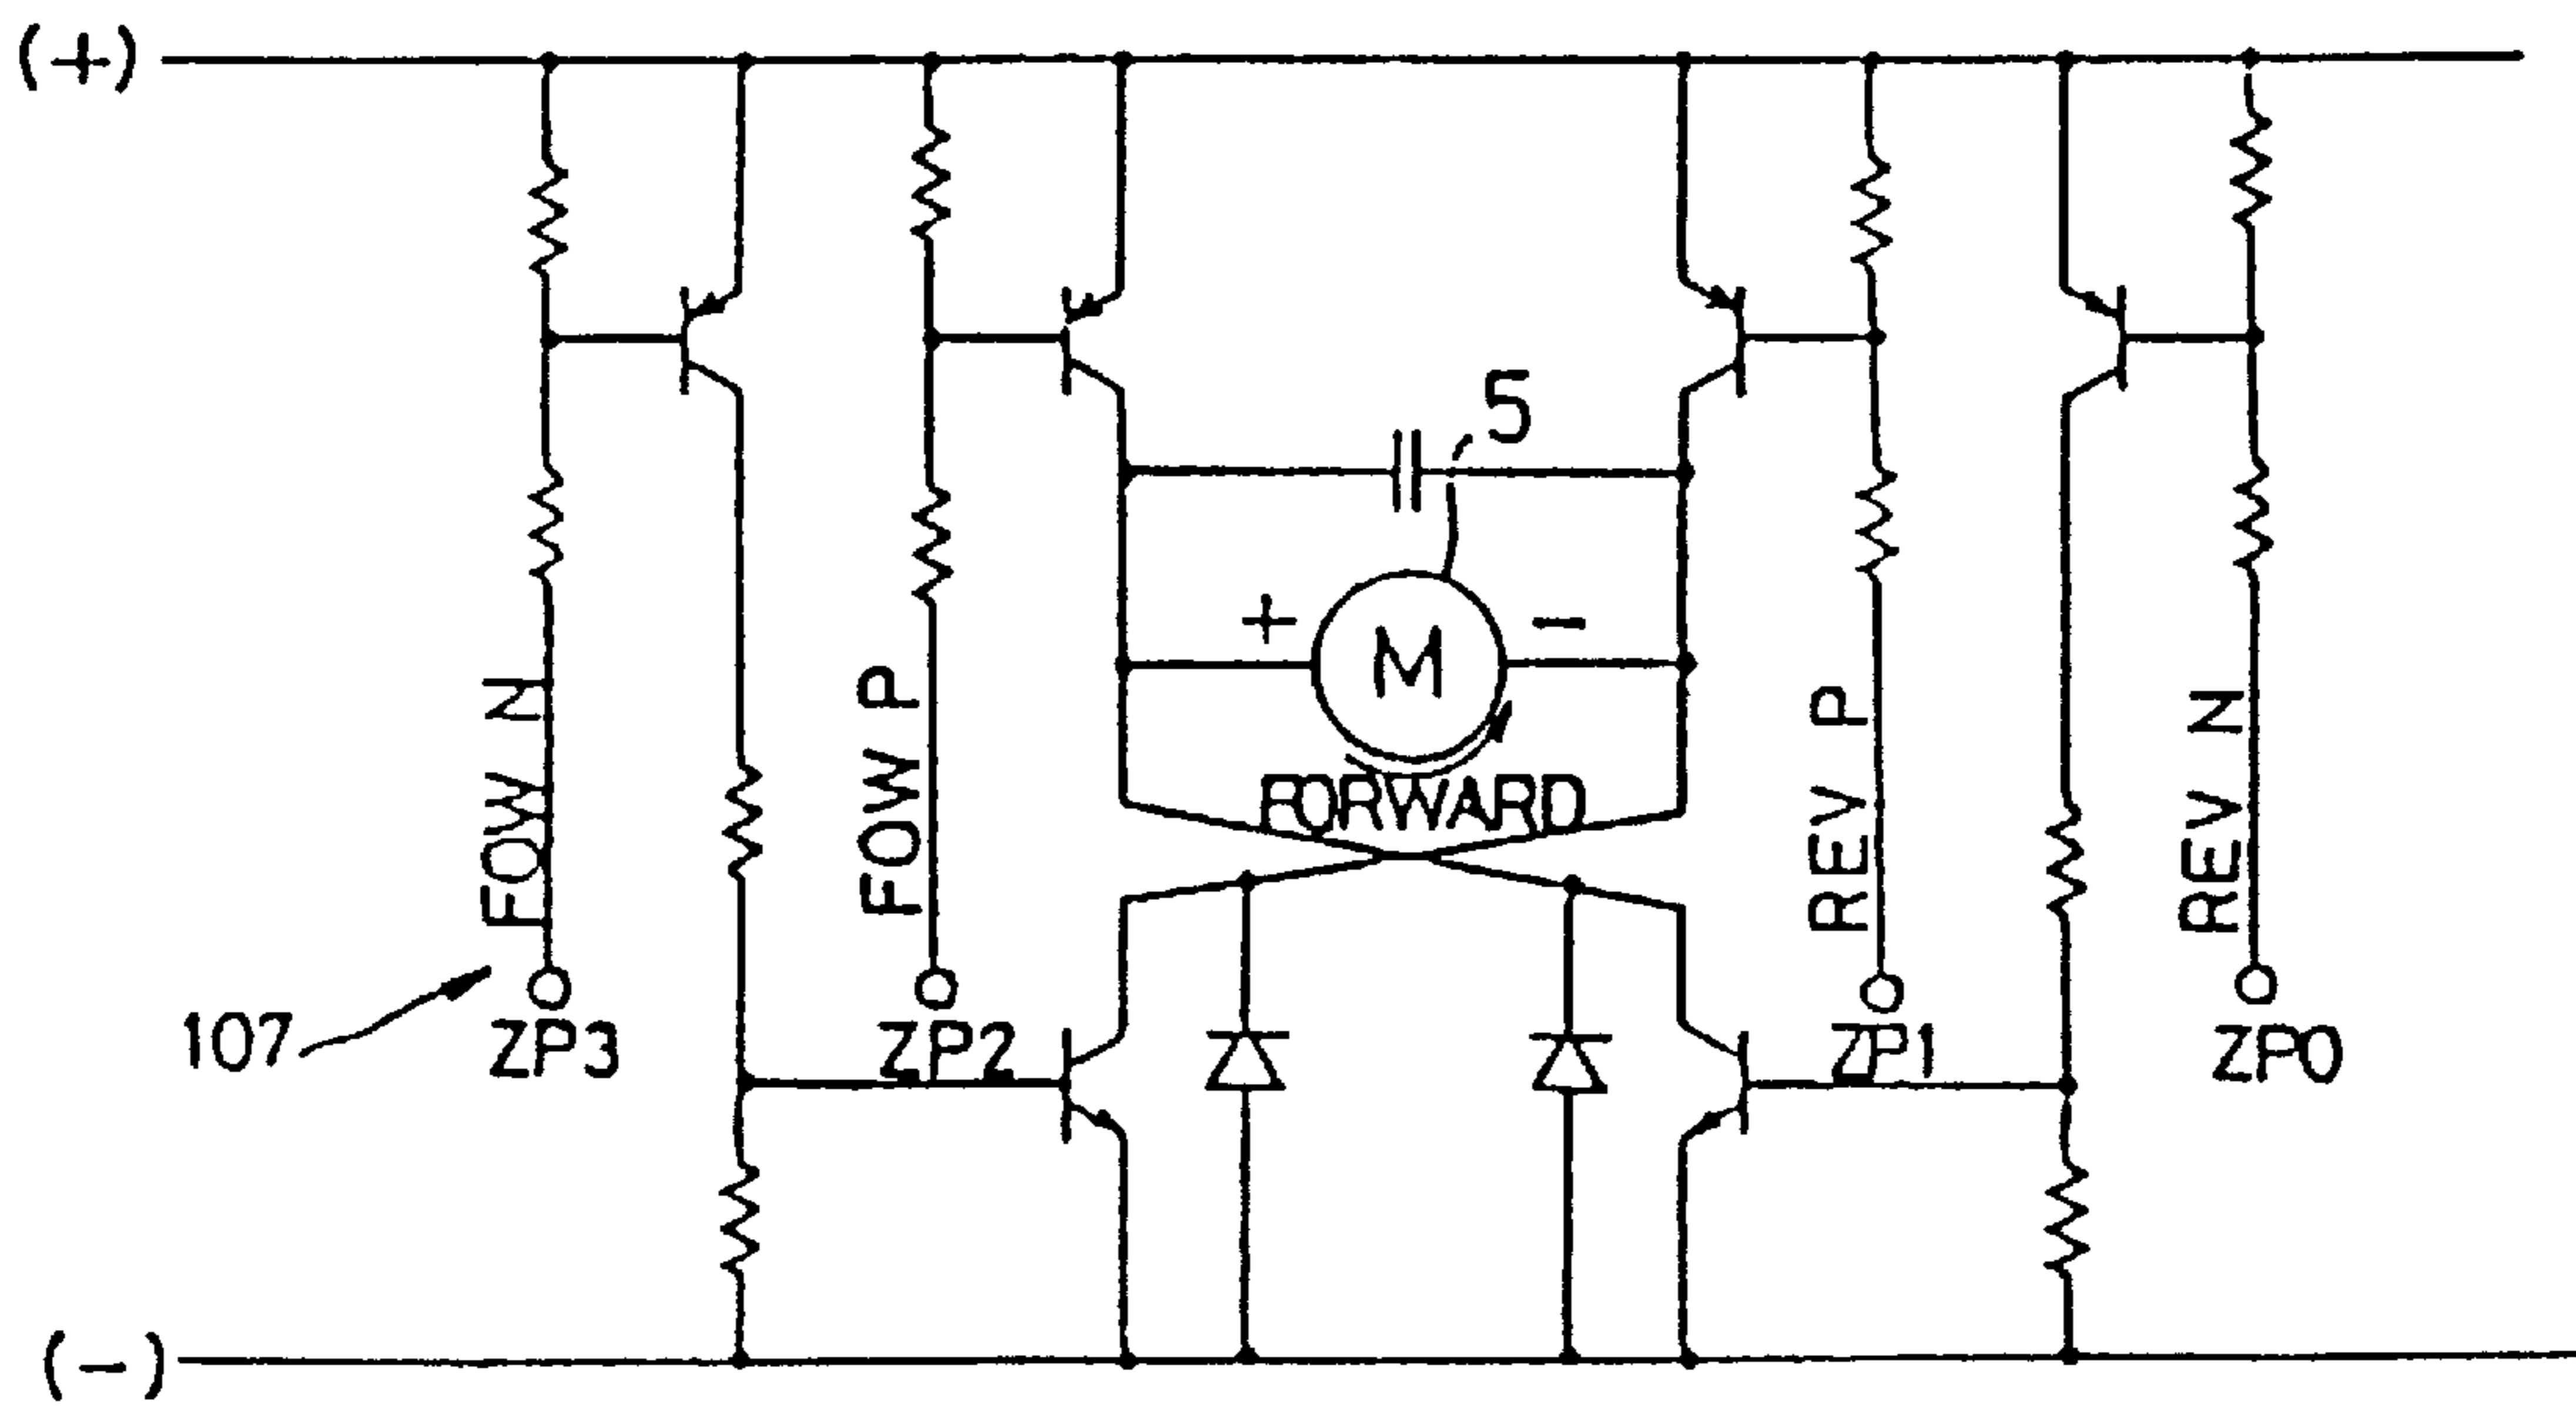 (+)
5
+
M
-
FORWARD
FOW N
FOW P
REV P
REV N
107
ZP3
ZP2
ZP1
ZP0
(-)